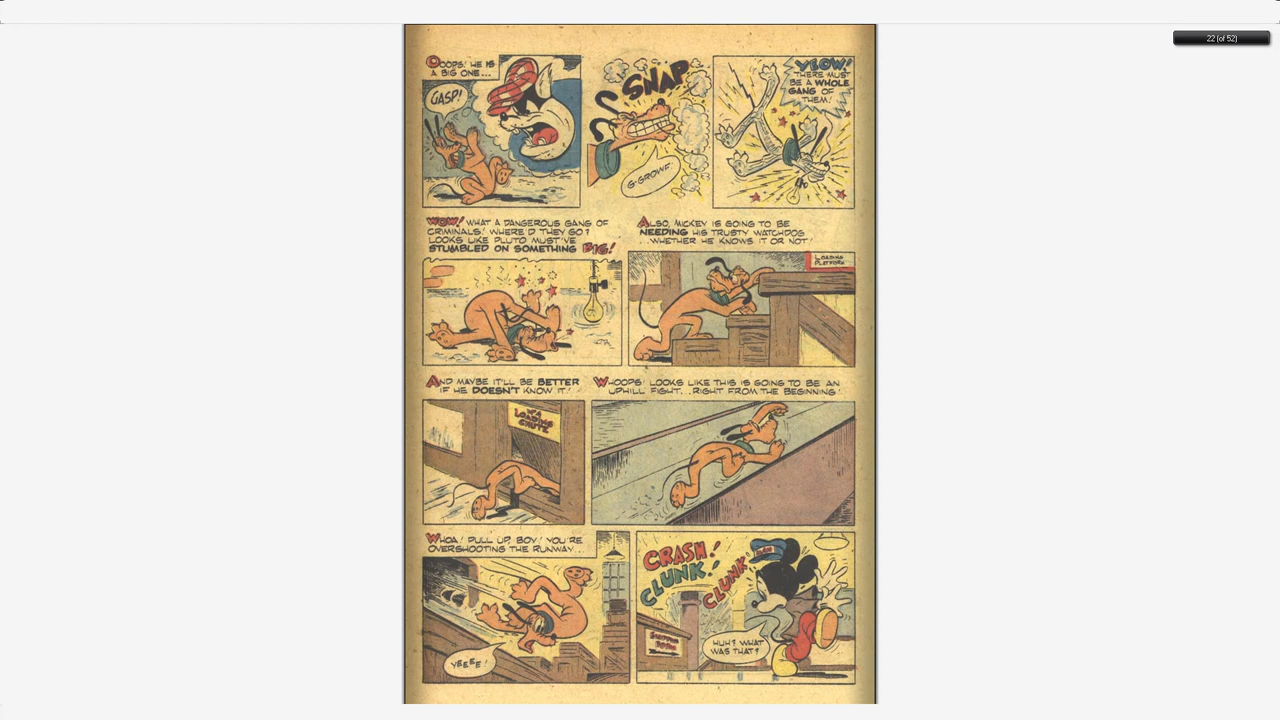 22 (of 52)
OOOPS! HE IS
A BIG ONE...
GASP!
SNAP
G-GROWF
YEOW!
THERE MUST
BE A WHOLE
GANG OF
THEM!
WOW! WHAT A DANGEROUS GANG OF
CRIMINALS! WHERE'D THEY GO?
LOOKS LIKE PLUTO MUST'VE
STUMBLED ON SOMETHING BIG!
ALSO, MICKEY IS GOING TO BE
NEEDING HIS TRUSTY WATCHDOG
...WHETHER HE KNOWS IT OR NOT!
LOADING
PLATFORM
AND MAYBE IT'LL BE BETTER
IF HE DOESN'T KNOW IT!
LOADING
CHUTE
WHOOPS! LOOKS LIKE THIS IS GOING TO BE AN
UPHILL FIGHT...RIGHT FROM THE BEGINNING!
WHOA! PULL UP, BOY! YOU'RE
OVERSHOOTING THE RUNWAY...
YEEEE!
CRASH!
CLUNK!
CLUNK!
HUH? WHAT
WAS THAT?